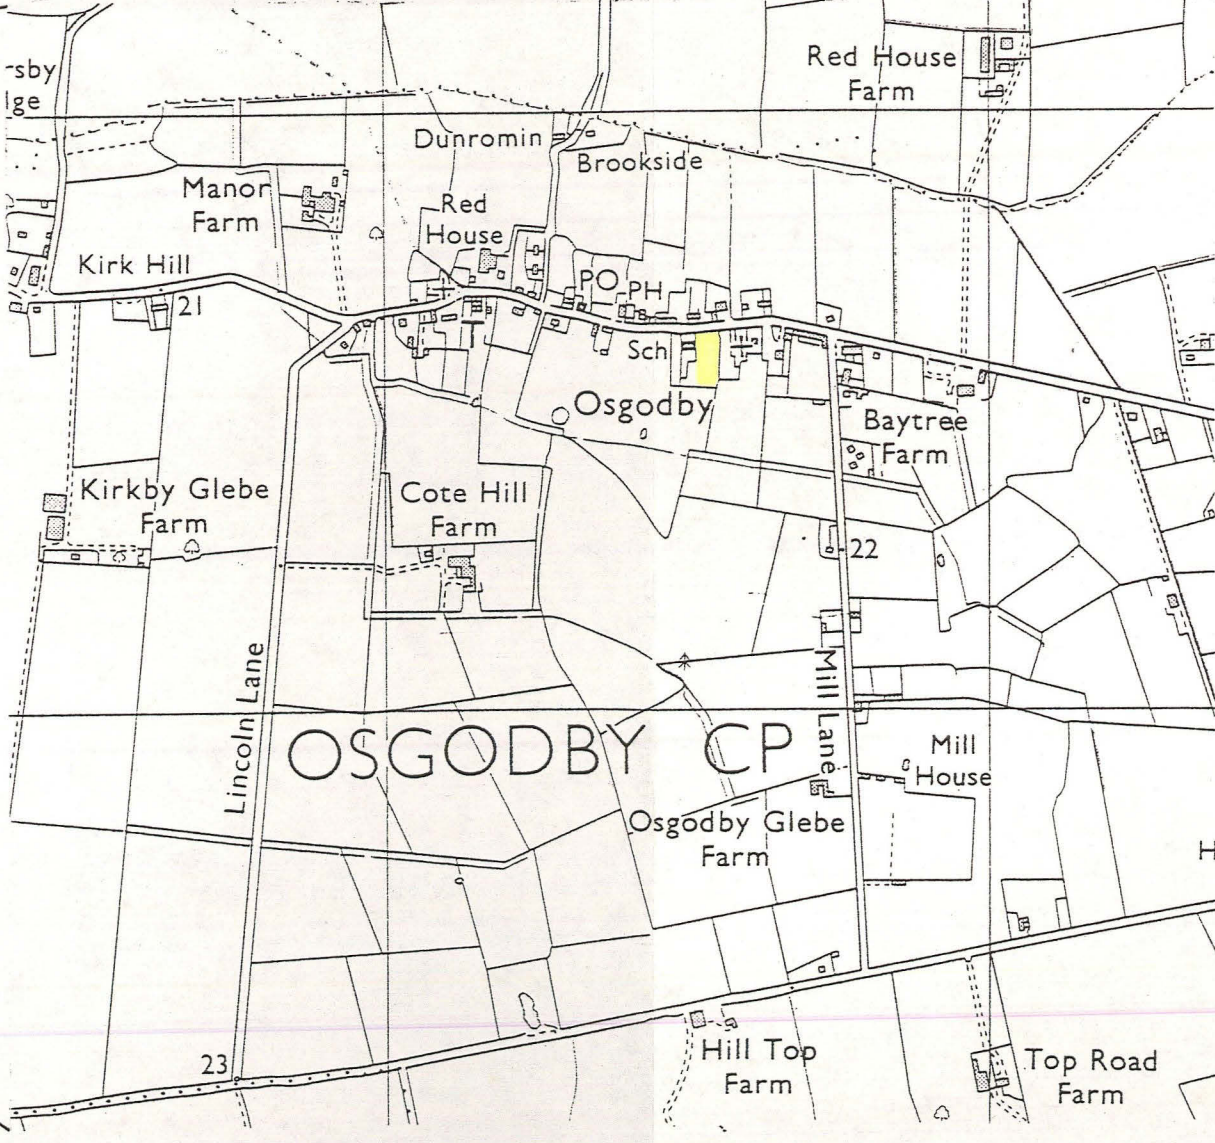 Red House
Farm
rsby
lge
Dunromin
Brookside
Manor
Farm
Red
House
Kirk Hill
21
PO
PH
Sch
Osgodby
Baytree
Farm
Kirkby Glebe
Farm
Cote Hill
Farm
22
Lincoln Lane
Mill Lane
OSGODBY CP
Mill
House
Osgodby Glebe
Farm
H
23
Hill Top
Farm
Top Road
Farm